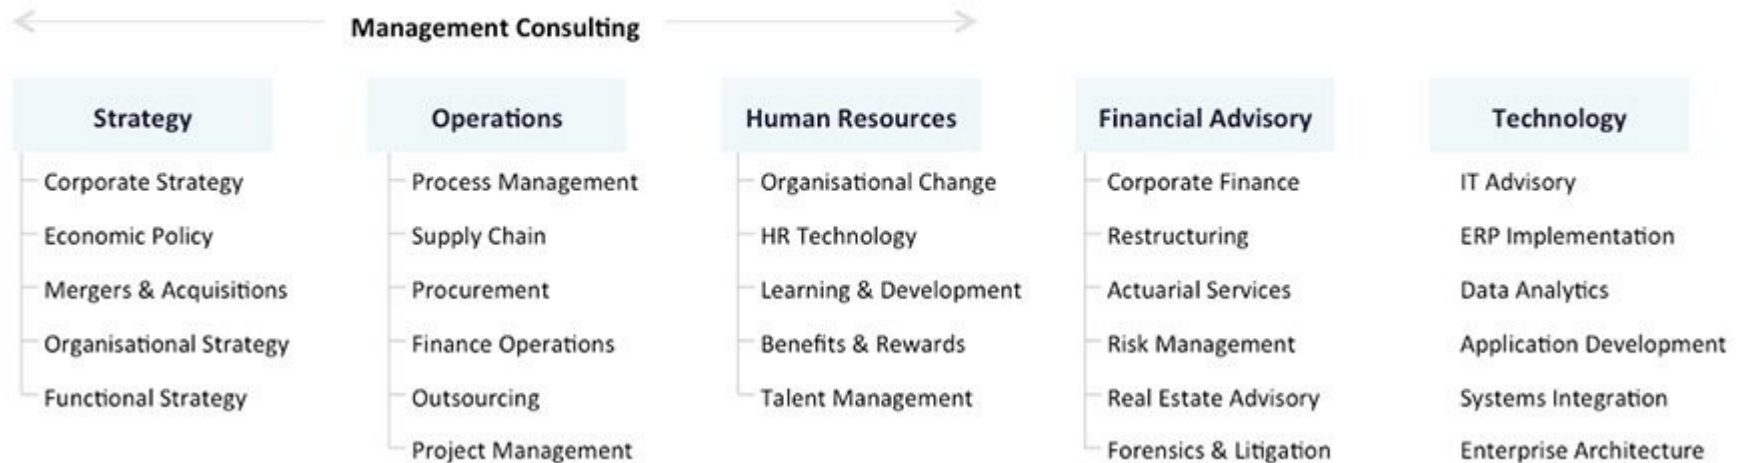 Management Consulting
Strategy
Corporate Strategy
Economic Policy
Mergers & Acquisitions
Organisational Strategy
Functional Strategy
Operations
Process Management
Supply Chain
Procurement
Finance Operations
Outsourcing
Project Management
Human Resources
Organisational Change
HR Technology
Learning & Development
Benefits & Rewards
Talent Management
Financial Advisory
Corporate Finance
Restructuring
Actuarial Services
Risk Management
Real Estate Advisory
Forensics & Litigation
Technology
IT Advisory
ERP Implementation
Data Analytics
Application Development
Systems Integration
Enterprise Architecture